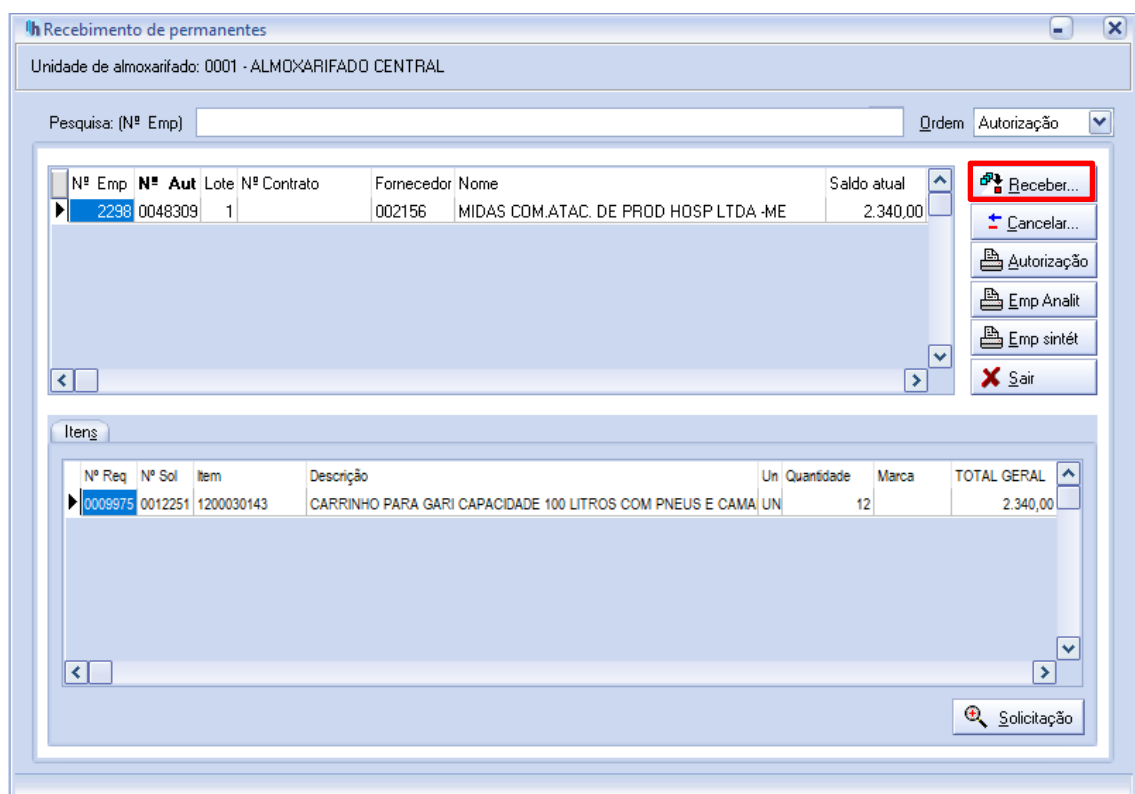 Recebimento de permanentes
Unidade de almoxarifado: 0001 - ALMOXARIFADO CENTRAL
Pesquisa: (Nº Emp) Ordem Autorização
Nº Emp Nº Aut Lote Nº Contrato Fornecedor Nome Saldo atual
2298 0048309 1 002156 MIDAS COM.ATAC. DE PROD HOSP LTDA -ME 2.340,00
Receber...
Cancelar...
Autorização
Emp Analit
Emp sintét
Sair
Itens
Nº Req Nº Sol Item Descrição Un Quantidade Marca TOTAL GERAL
0009975 0012251 1200030143 CARRINHO PARA GARI CAPACIDADE 100 LITROS COM PNEUS E CAMA UN 12 2.340,00
Solicitação